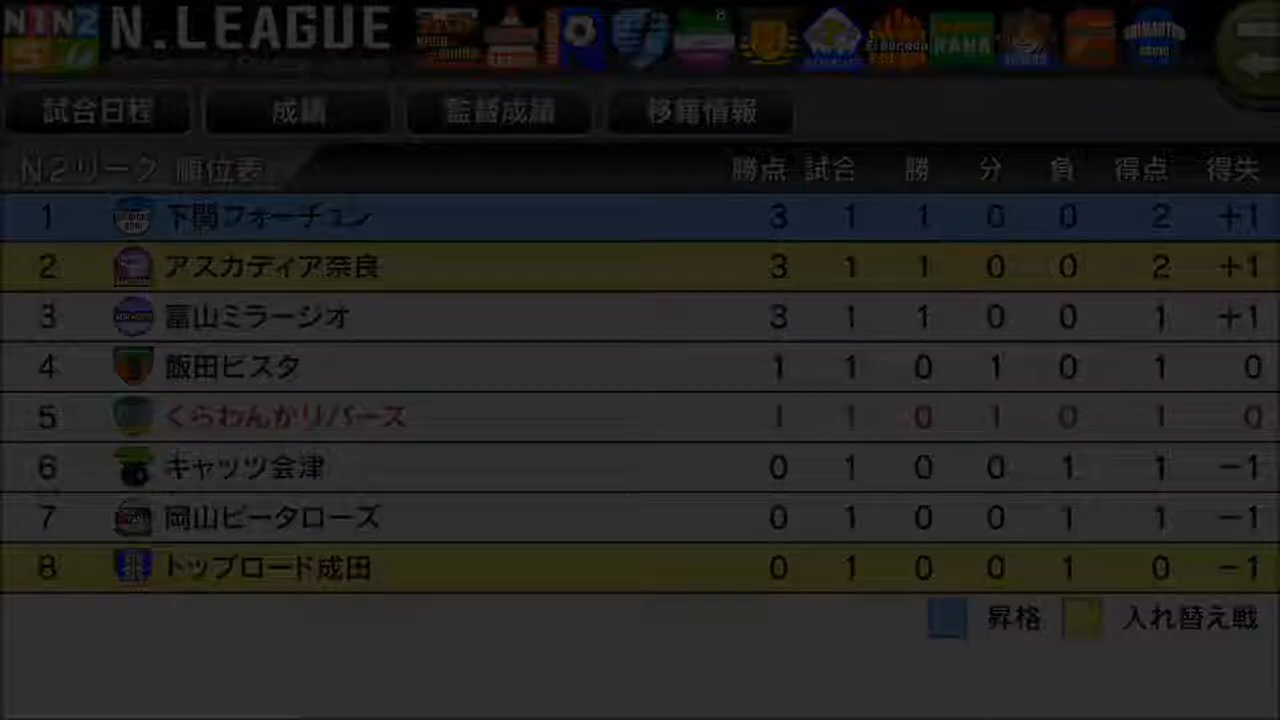 N.LEAGUE
試合日程 成績 監督成績 移籍情報
N2リーグ 順位表 勝点 試合 勝 分 負 得点 得失
1 下関フォーチュン 3 1 1 0 0 2 +1
2 アスカディア奈良 3 1 1 0 0 2 +1
3 富山ミラージオ 3 1 1 0 0 1 +1
4 飯田ビスタ 1 1 0 1 0 1 0
5 くらわんかリバース 1 1 0 1 0 1 0
6 キャッツ会津 0 1 0 0 1 1 -1
7 岡山ピータローズ 0 1 0 0 1 1 -1
8 トップロード成田 0 1 0 0 1 0 -1
昇格 入れ替え戦